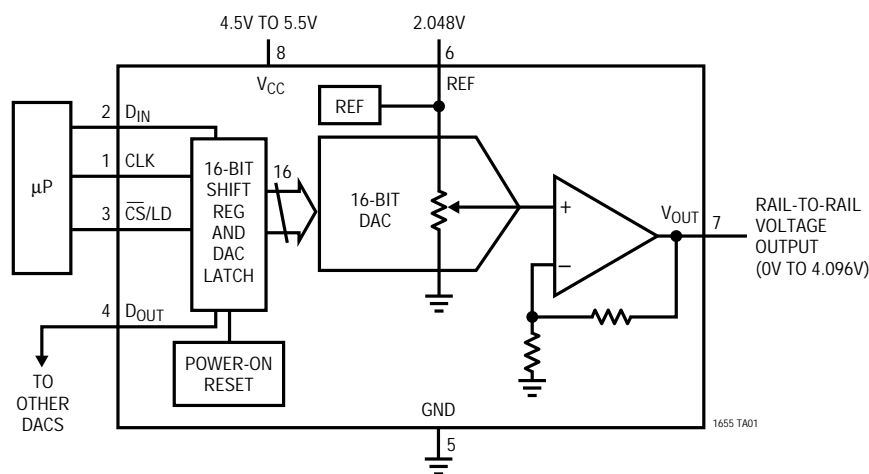 4.5V TO 5.5V
2.048V
8
6
VCC
REF
REF
2
DIN
1
CLK
µP
3
CS/LD
16-BIT
SHIFT
REG
AND
DAC
LATCH
16
16-BIT
DAC
+
–
VOUT
7
RAIL-TO-RAIL
VOLTAGE
OUTPUT
(0V TO 4.096V)
4
DOUT
POWER-ON
RESET
TO
OTHER
DACS
GND
5
1655 TA01